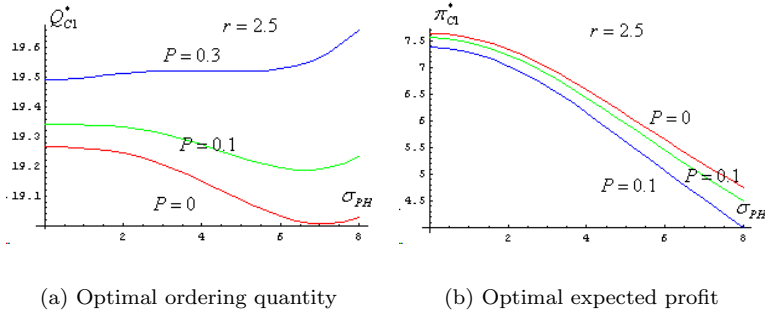 Q*C1
r = 2.5
19.6
P = 0.3
19.5
19.4
19.3
P = 0.1
19.2
19.1
P = 0
σPH
2
4
6
8
(a) Optimal ordering quantity
π*C1
r = 2.5
7.5
7
6.5
6
P = 0
5.5
5
P = 0.1
P = 0.1
4.5
σPH
4
2
4
6
8
(b) Optimal expected profit